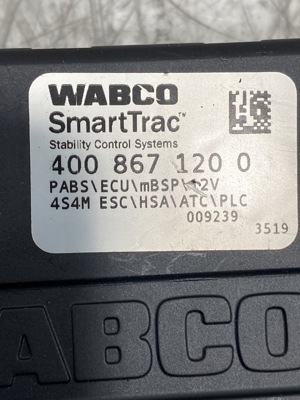 WABCO
SmartTrac™
Stability Control Systems
400 867 120 0
PABS\ECU\mBSP\12V
4S4M ESC\HSA\ATC\PLC
009239
3519
ABCO